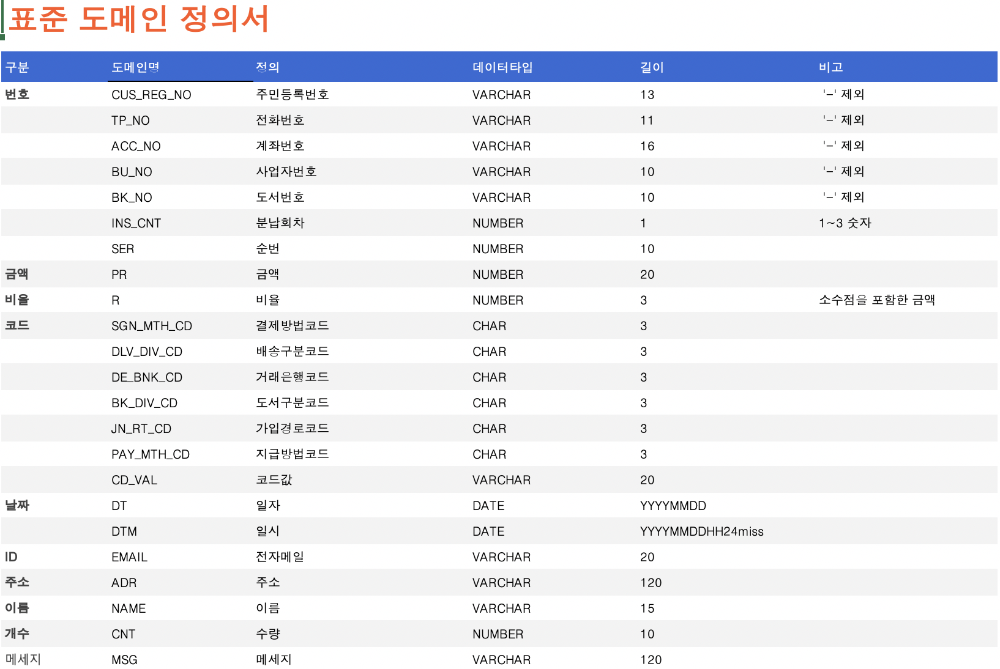 표준 도메인 정의서
구분 도메인명 정의 데이터타입 길이 비고
번호 CUS_REG_NO 주민등록번호 VARCHAR 13 '-' 제외
TP_NO 전화번호 VARCHAR 11 '-' 제외
ACC_NO 계좌번호 VARCHAR 16 '-' 제외
BU_NO 사업자번호 VARCHAR 10 '-' 제외
BK_NO 도서번호 VARCHAR 10 '-' 제외
INS_CNT 분납회차 NUMBER 1 1~3 숫자
SER 순번 NUMBER 10
금액 PR 금액 NUMBER 20
비율 R 비율 NUMBER 3 소수점을 포함한 금액
코드 SGN_MTH_CD 결제방법코드 CHAR 3
DLV_DIV_CD 배송구분코드 CHAR 3
DE_BNK_CD 거래은행코드 CHAR 3
BK_DIV_CD 도서구분코드 CHAR 3
JN_RT_CD 가입경로코드 CHAR 3
PAY_MTH_CD 지급방법코드 CHAR 3
CD_VAL 코드값 VARCHAR 20
날짜 DT 일자 DATE YYYYMMDD
DTM 일시 DATE YYYYMMDDHH24miss
ID EMAIL 전자메일 VARCHAR 20
주소 ADR 주소 VARCHAR 120
이름 NAME 이름 VARCHAR 15
개수 CNT 수량 NUMBER 10
메세지 MSG 메세지 VARCHAR 120